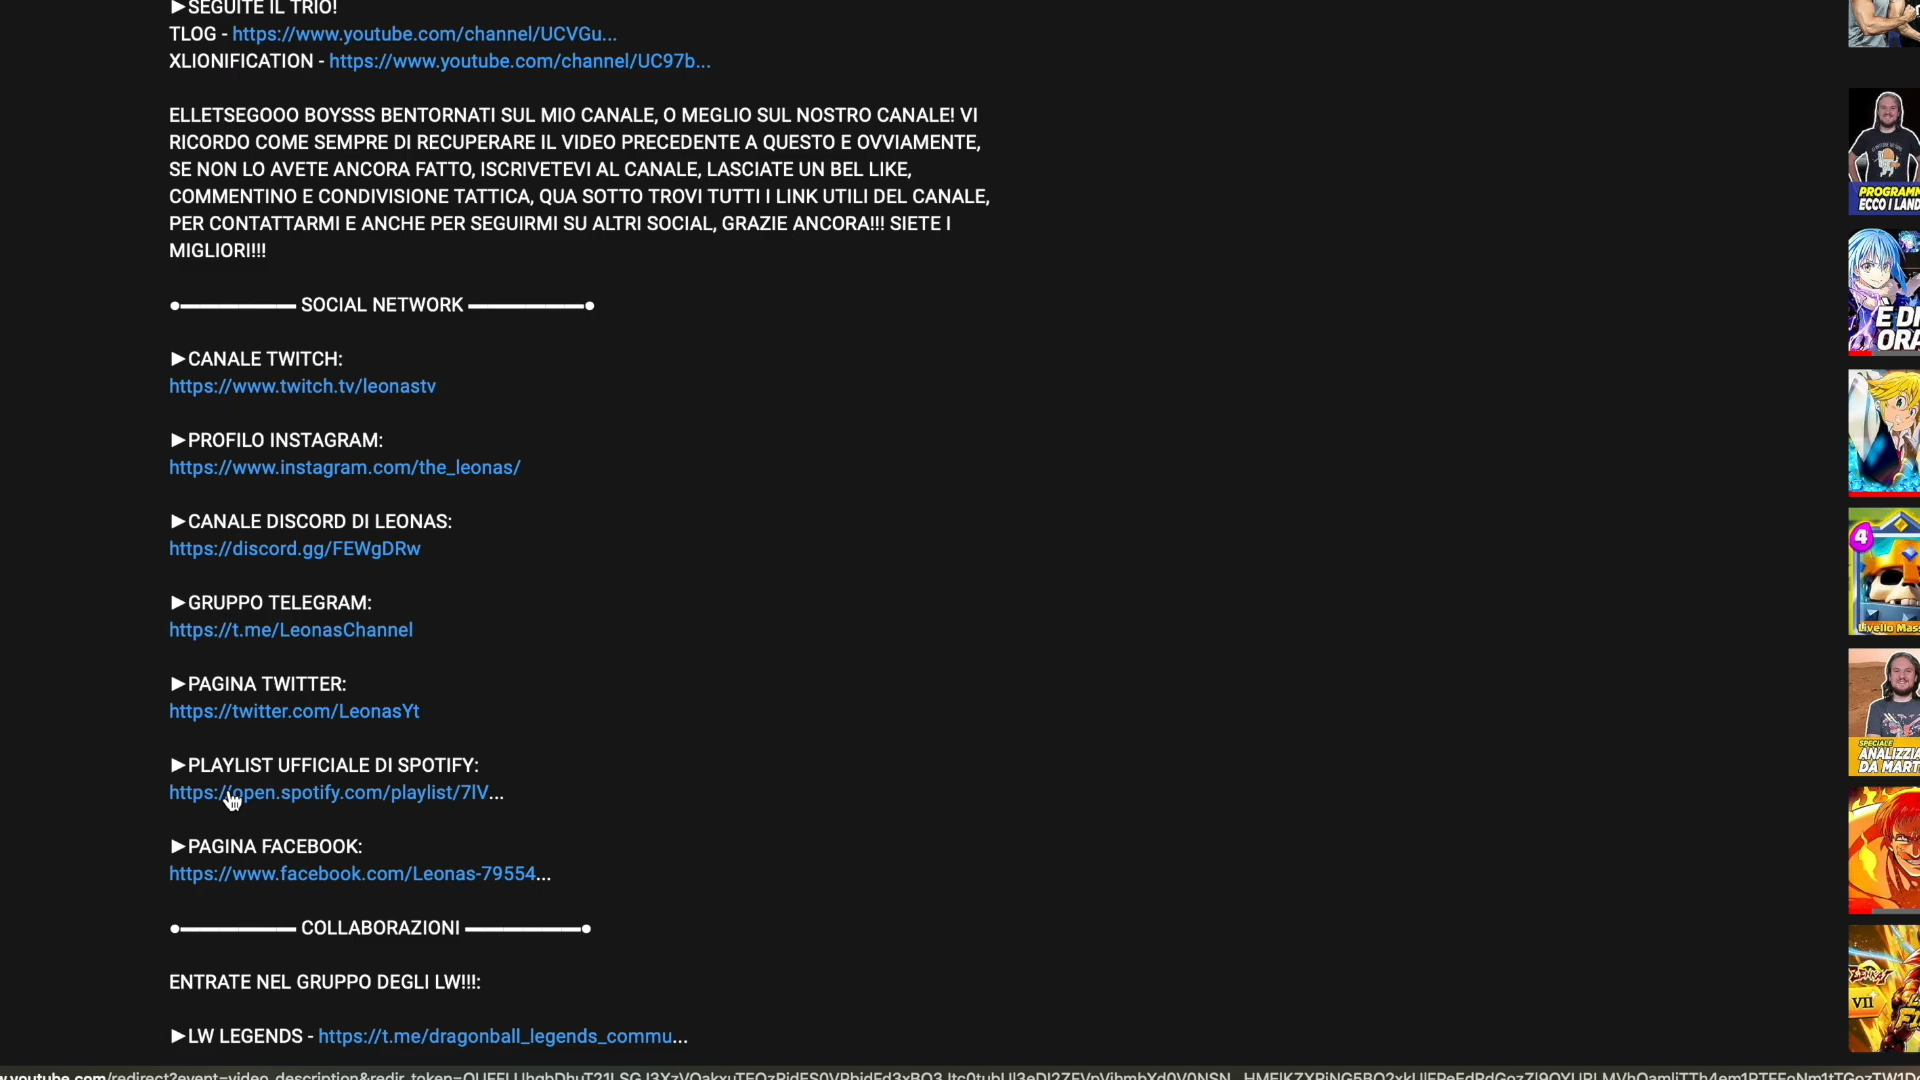 ►SEGUITE IL TRIO!
TLOG - https://www.youtube.com/channel/UCVGu...
XLIONIFICATION - https://www.youtube.com/channel/UC97b...
ELLETSEGOOO BOYSSS BENTORNATI SUL MIO CANALE, O MEGLIO SUL NOSTRO CANALE! VI
RICORDO COME SEMPRE DI RECUPERARE IL VIDEO PRECEDENTE A QUESTO E OVVIAMENTE,
SE NON LO AVETE ANCORA FATTO, ISCRIVETEVI AL CANALE, LASCIATE UN BEL LIKE,
COMMENTINO E CONDIVISIONE TATTICA, QUA SOTTO TROVI TUTTI I LINK UTILI DEL CANALE,
PER CONTATTARMI E ANCHE PER SEGUIRMI SU ALTRI SOCIAL, GRAZIE ANCORA!!! SIETE I
MIGLIORI!!!
●▬▬▬▬▬▬ SOCIAL NETWORK ▬▬▬▬▬▬●
►CANALE TWITCH:
https://www.twitch.tv/leonastv
►PROFILO INSTAGRAM:
https://www.instagram.com/the_leonas/
►CANALE DISCORD DI LEONAS:
https://discord.gg/FEWgDRw
►GRUPPO TELEGRAM:
https://t.me/LeonasChannel
►PAGINA TWITTER:
https://twitter.com/LeonasYt
►PLAYLIST UFFICIALE DI SPOTIFY:
https://open.spotify.com/playlist/7lV...
►PAGINA FACEBOOK:
https://www.facebook.com/Leonas-79554...
●▬▬▬▬▬▬ COLLABORAZIONI ▬▬▬▬▬▬●
ENTRATE NEL GRUPPO DEGLI LW!!!:
►LW LEGENDS - https://t.me/dragonball_legends_commu...
PROGRAMM
ECCO I LAND
E DI
ORA
4
Livello Mass
SPECIALE
ANALIZZIA
DA MART
ZENKAI
VII